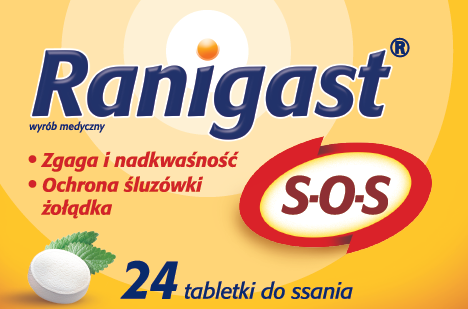 Ranigast®
wyrób medyczny
• Zgaga i nadkwaśność
• Ochrona śluzówki
żołądka
S-O-S
24 tabletki do ssania